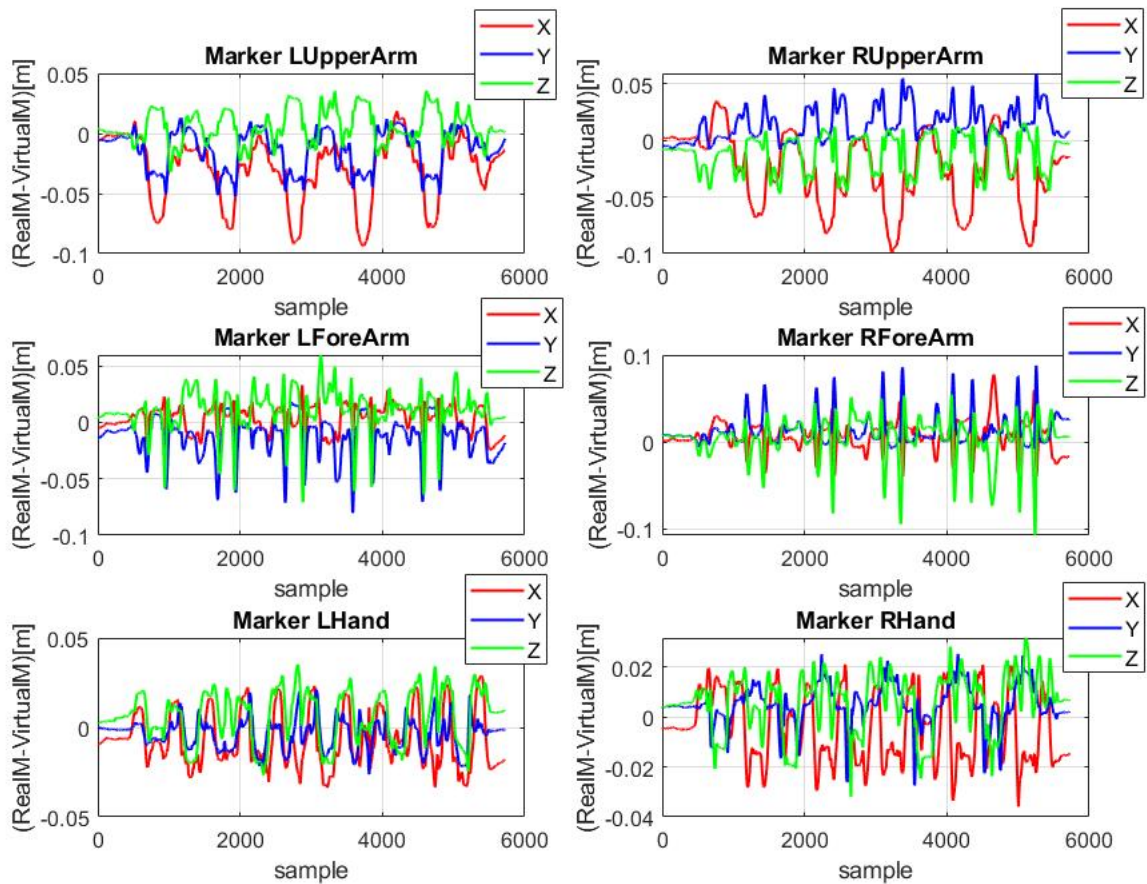 Marker LUpperArm
X
Y
Z
0.05
0
-0.05
-0.1
(RealM-VirtualM)[m]
0
2000
4000
6000
sample
Marker RUpperArm
X
Y
Z
0.05
0
-0.05
-0.1
(RealM-VirtualM)[m]
0
2000
4000
6000
sample
Marker LForeArm
X
Y
Z
0.05
0
-0.05
-0.1
(RealM-VirtualM)[m]
0
2000
4000
6000
sample
Marker RForeArm
X
Y
Z
0.1
0
-0.1
(RealM-VirtualM)[m]
0
2000
4000
6000
sample
Marker LHand
X
Y
Z
0.05
0
-0.05
(RealM-VirtualM)[m]
0
2000
4000
6000
sample
Marker RHand
X
Y
Z
0.02
0
-0.02
-0.04
(RealM-VirtualM)[m]
0
2000
4000
6000
sample